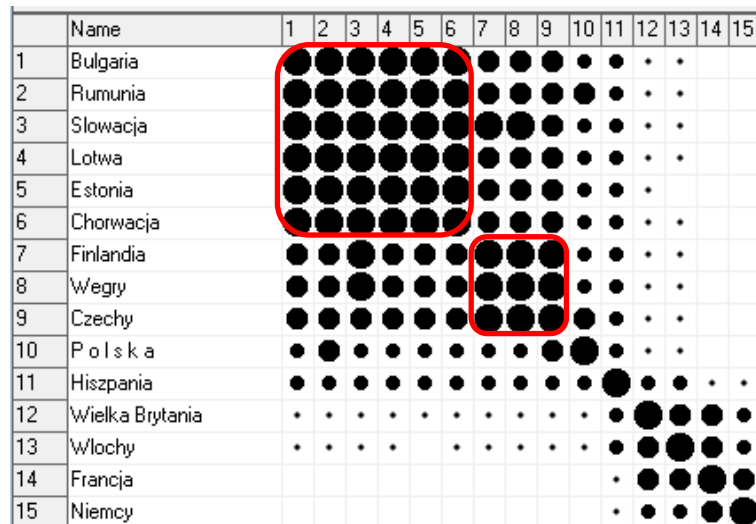 Name 1 2 3 4 5 6 7 8 9 10 11 12 13 14 15
1 Bulgaria
2 Rumunia
3 Slowacja
4 Lotwa
5 Estonia
6 Chorwacja
7 Finlandia
8 Wegry
9 Czechy
10 P o l s k a
11 Hiszpania
12 Wielka Brytania
13 Wlochy
14 Francja
15 Niemcy